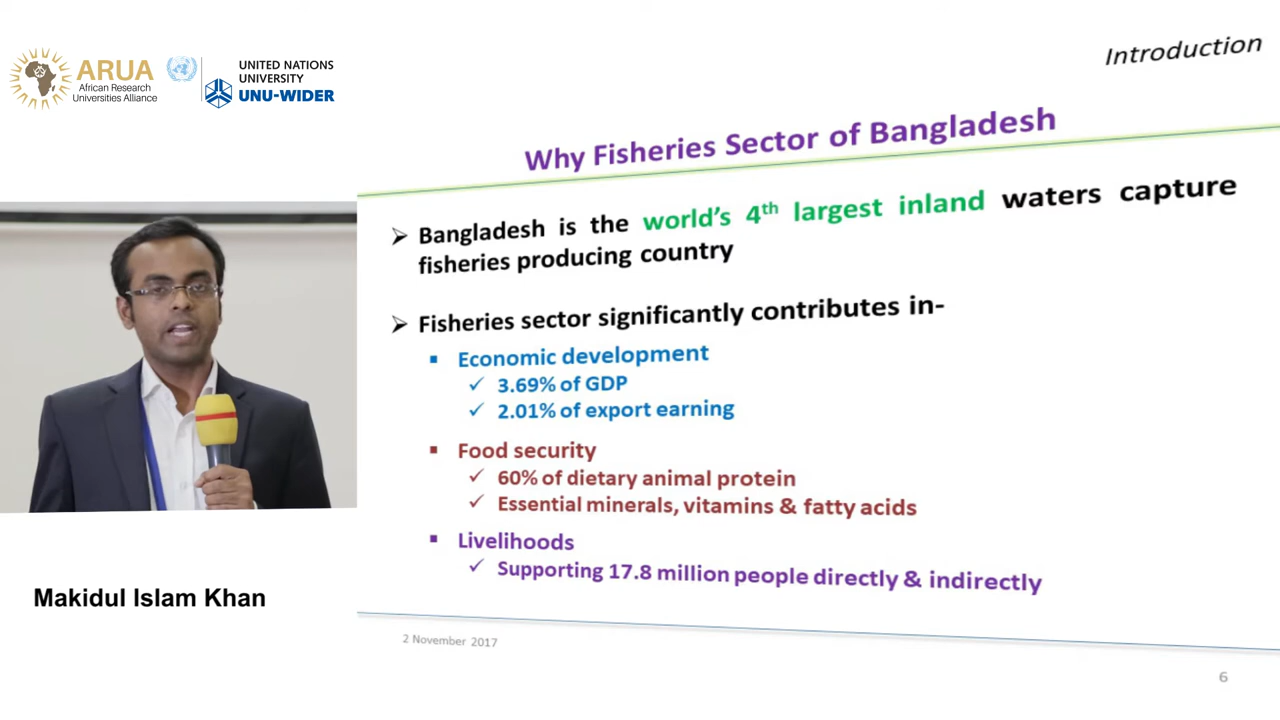 ARUA
African Research
Universities Alliance
UNITED NATIONS
UNIVERSITY
UNU-WIDER
Introduction
Why Fisheries Sector of Bangladesh
➢ Bangladesh is the world's 4th largest inland waters capture
fisheries producing country
➢ Fisheries sector significantly contributes in-
▪ Economic development
✓ 3.69% of GDP
✓ 2.01% of export earning
▪ Food security
✓ 60% of dietary animal protein
✓ Essential minerals, vitamins & fatty acids
▪ Livelihoods
✓ Supporting 17.8 million people directly & indirectly
Makidul Islam Khan
2 November 2017
6